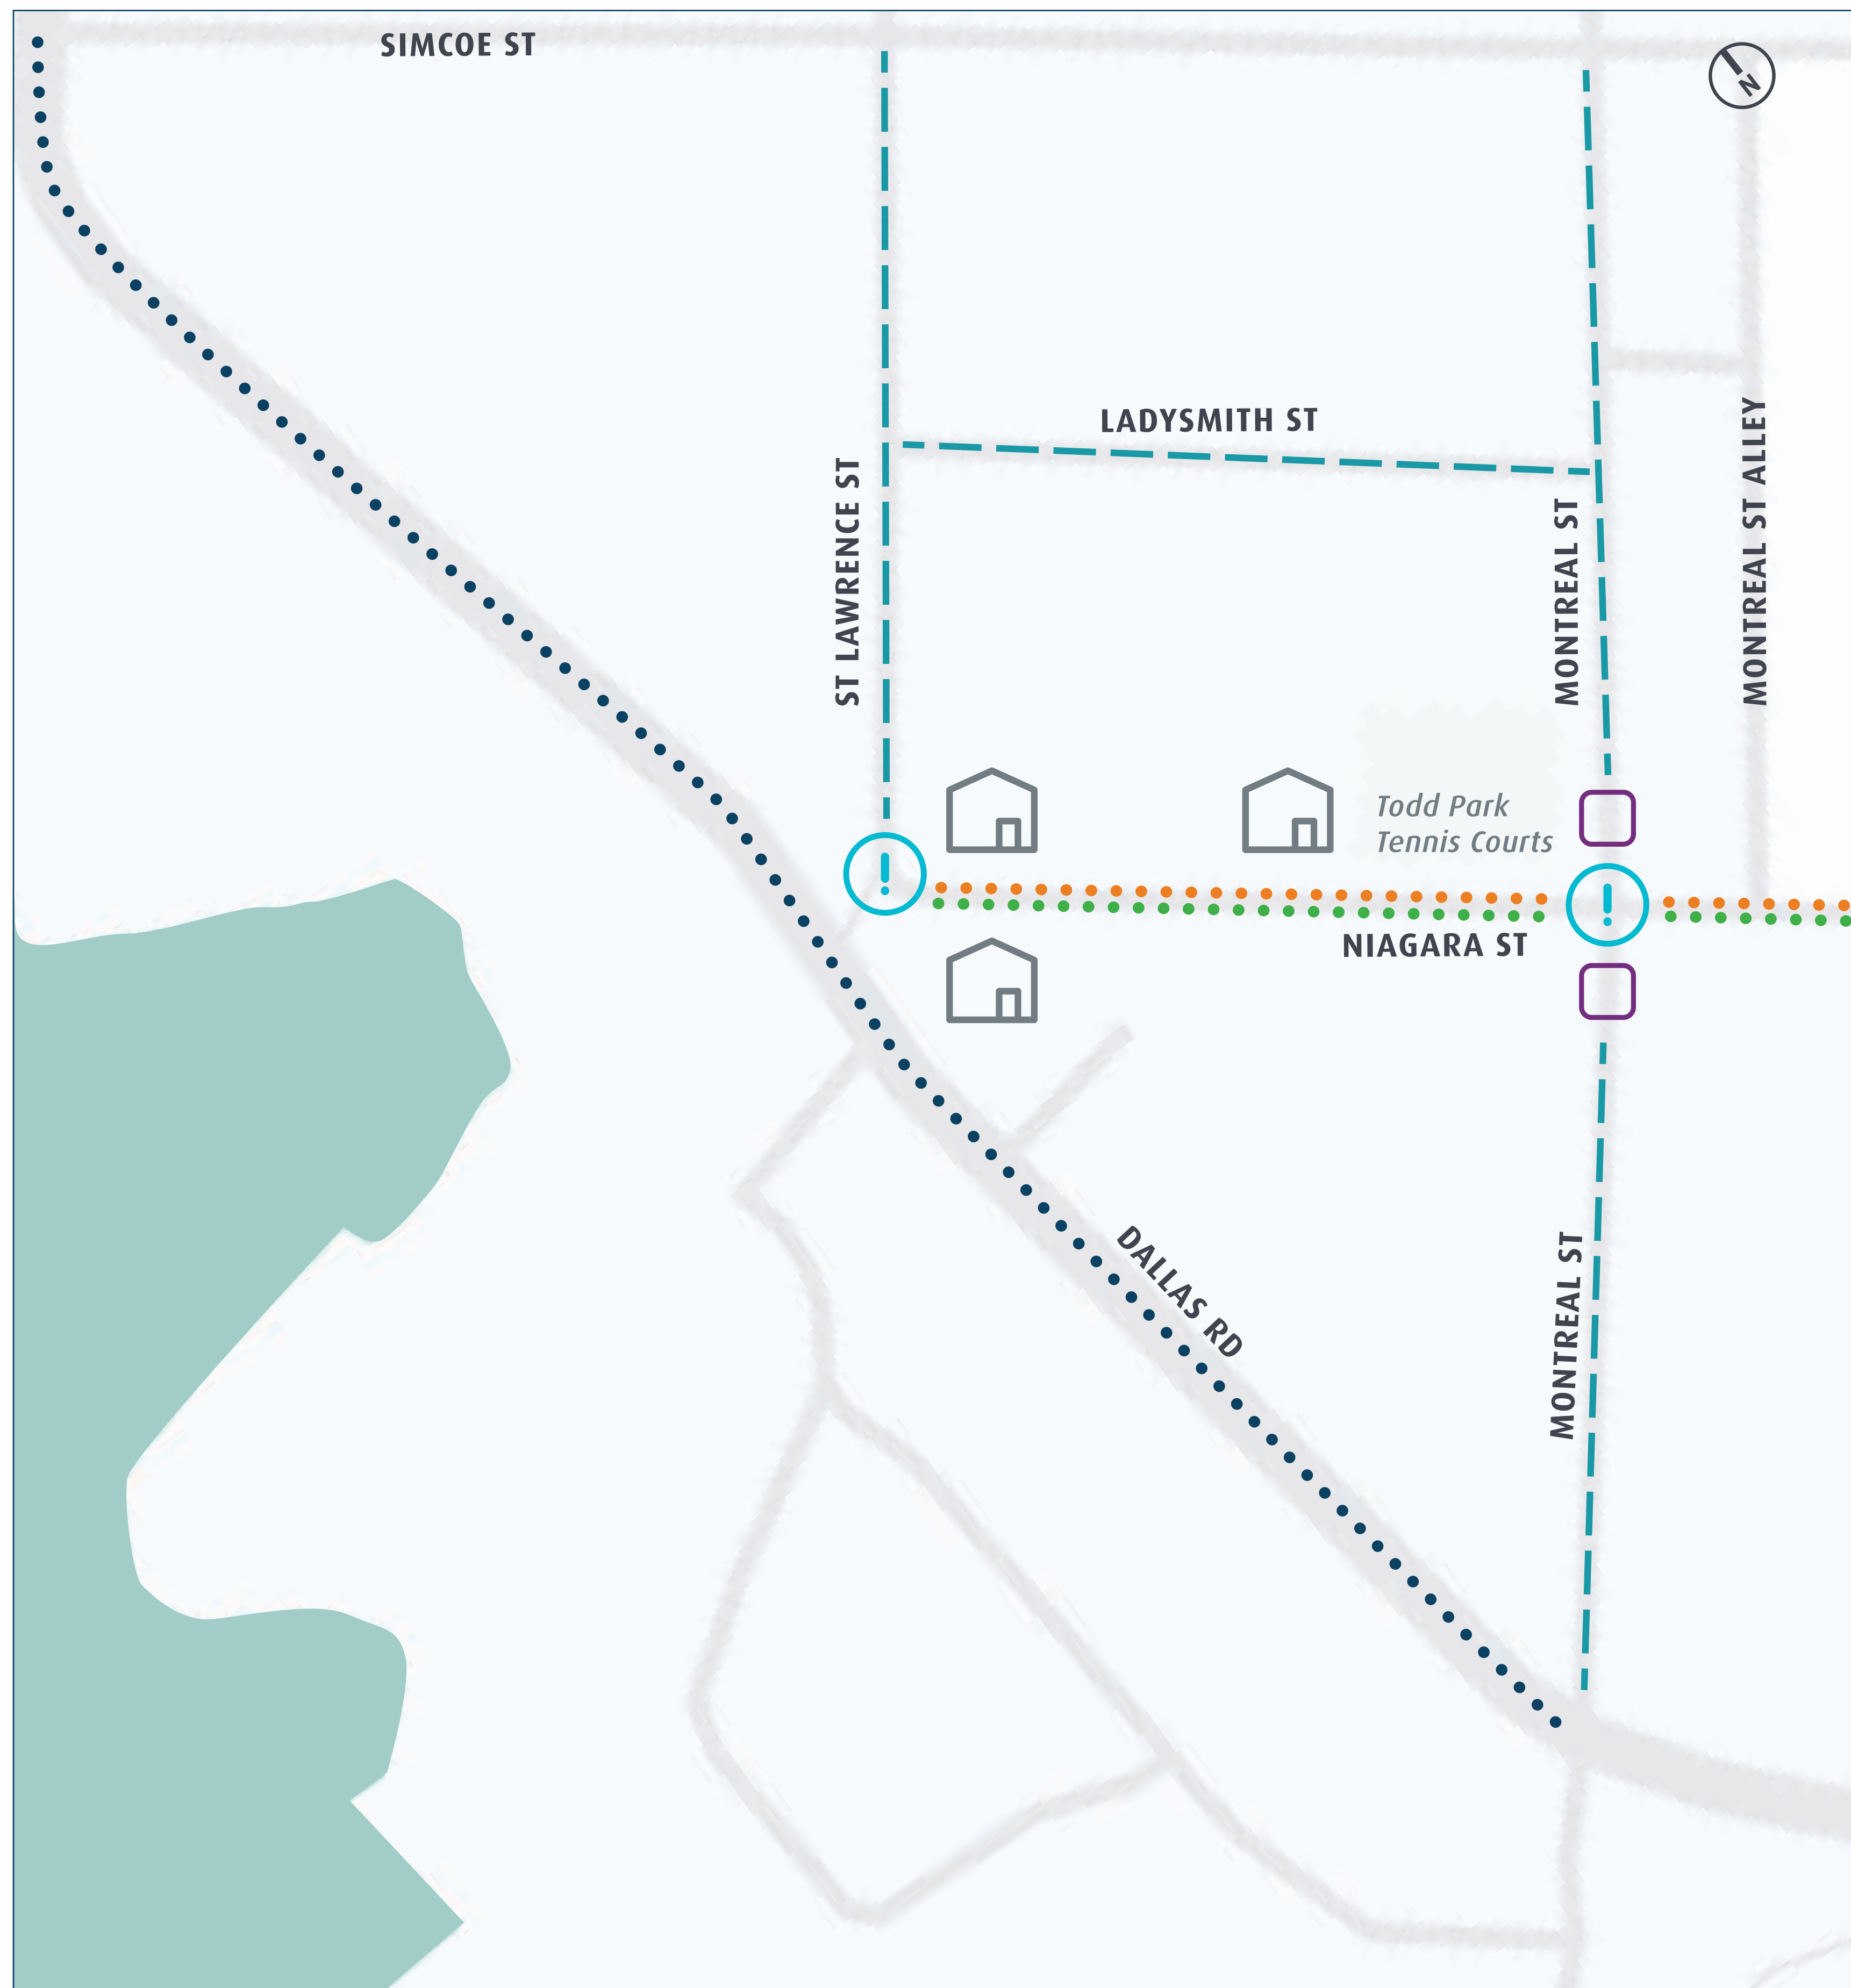 SIMCOE ST
N
LADYSMITH ST
ST LAWRENCE ST
MONTREAL ST
MONTREAL ST ALLEY
Todd Park
Tennis Courts
NIAGARA ST
DALLAS RD
MONTREAL ST